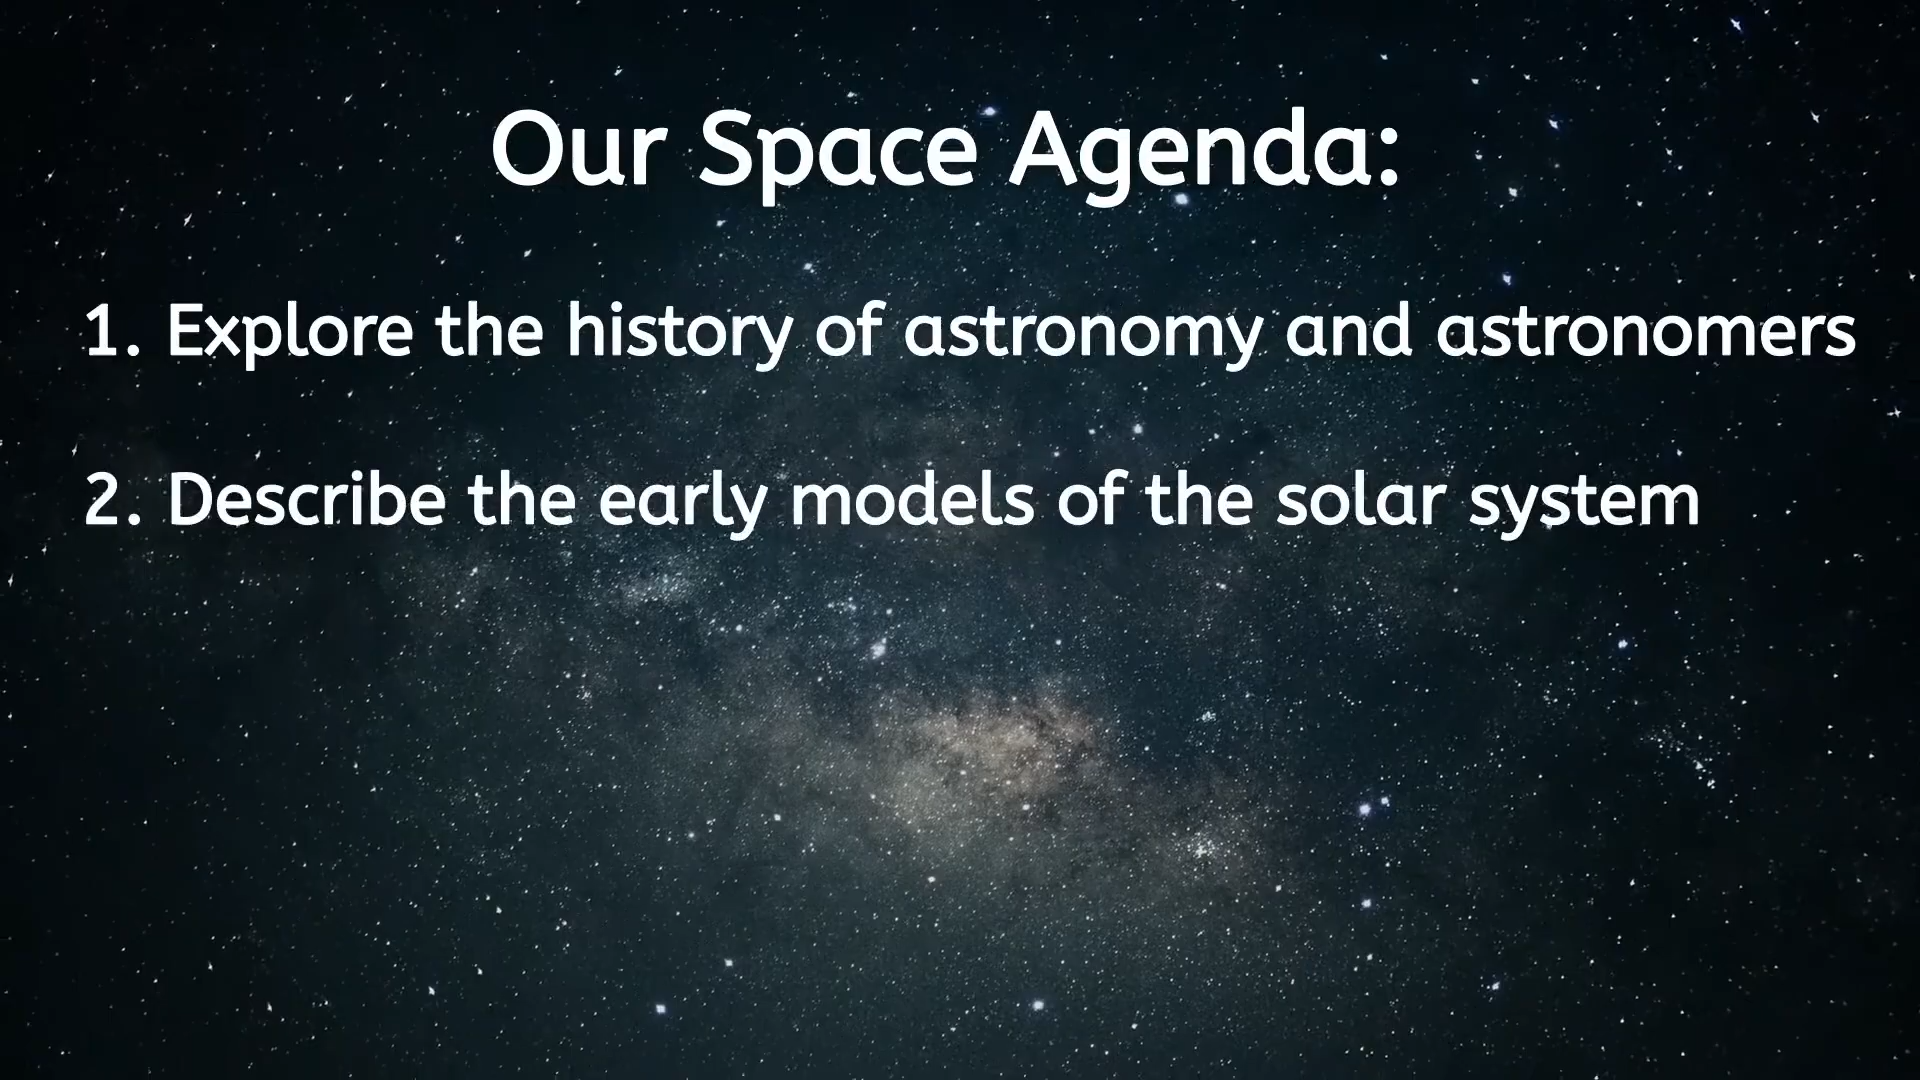 Our Space Agenda:
1. Explore the history of astronomy and astronomers
2. Describe the early models of the solar system